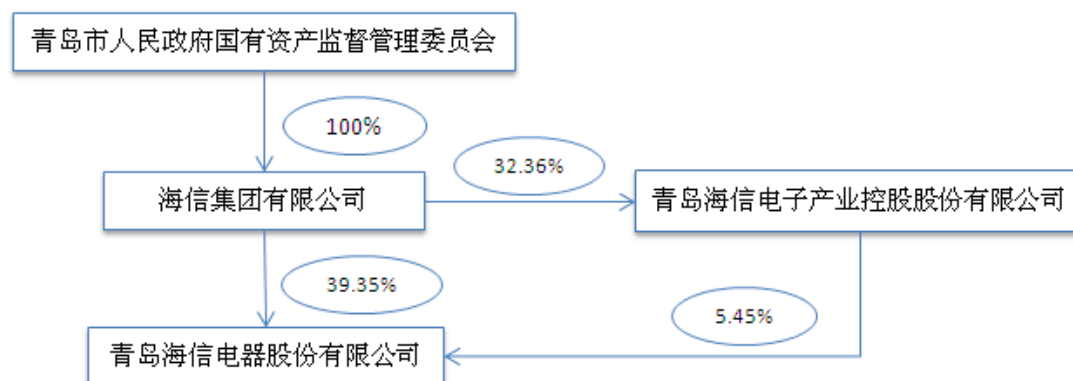 青岛市人民政府国有资产监督管理委员会
100%
32.36%
海信集团有限公司
青岛海信电子产业控股股份有限公司
39.35%
5.45%
青岛海信电器股份有限公司